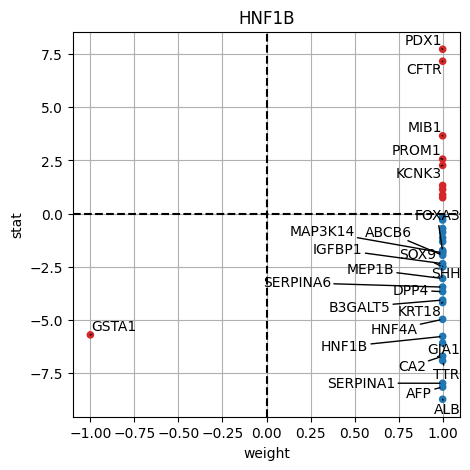 HNF1B
PDX1
CFTR
MIB1
PROM1
KCNK3
FOXA3
MAP3K14
ABCB6
IGFBP1
SOX9
MEP1B
SHH
SERPINA6
DPP4
B3GALT5
KRT18
HNF4A
GSTA1
HNF1B
GJA1
CA2
TTR
SERPINA1
AFP
ALB
7.5
5.0
2.5
0.0
−2.5
−5.0
−7.5
stat
−1.00 −0.75 −0.50 −0.25 0.00 0.25 0.50 0.75 1.00
weight